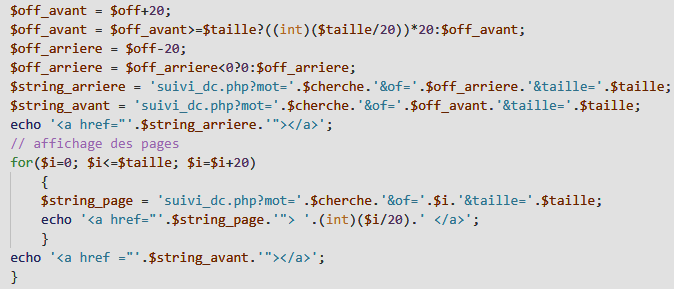 $off_avant = $off+20;
$off_avant = $off_avant>=$taille?((int)($taille/20))*20:$off_avant;
$off_arriere = $off-20;
$off_arriere = $off_arriere<0?0:$off_arriere;
$string_arriere = 'suivi_dc.php?mot='.$cherche.'&of='.$off_arriere.'&taille='.$taille;
$string_avant = 'suivi_dc.php?mot='.$cherche.'&of='.$off_avant.'&taille='.$taille;
echo '<a href="'.$string_arriere.'"></a>';
// affichage des pages
for($i=0; $i<=$taille; $i=$i+20)
{
$string_page = 'suivi_dc.php?mot='.$cherche.'&of='.$i.'&taille='.$taille;
echo '<a href="'.$string_page.'"> '.(int)($i/20).' </a>';
}
echo '<a href ="'.$string_avant.'"></a>';
}